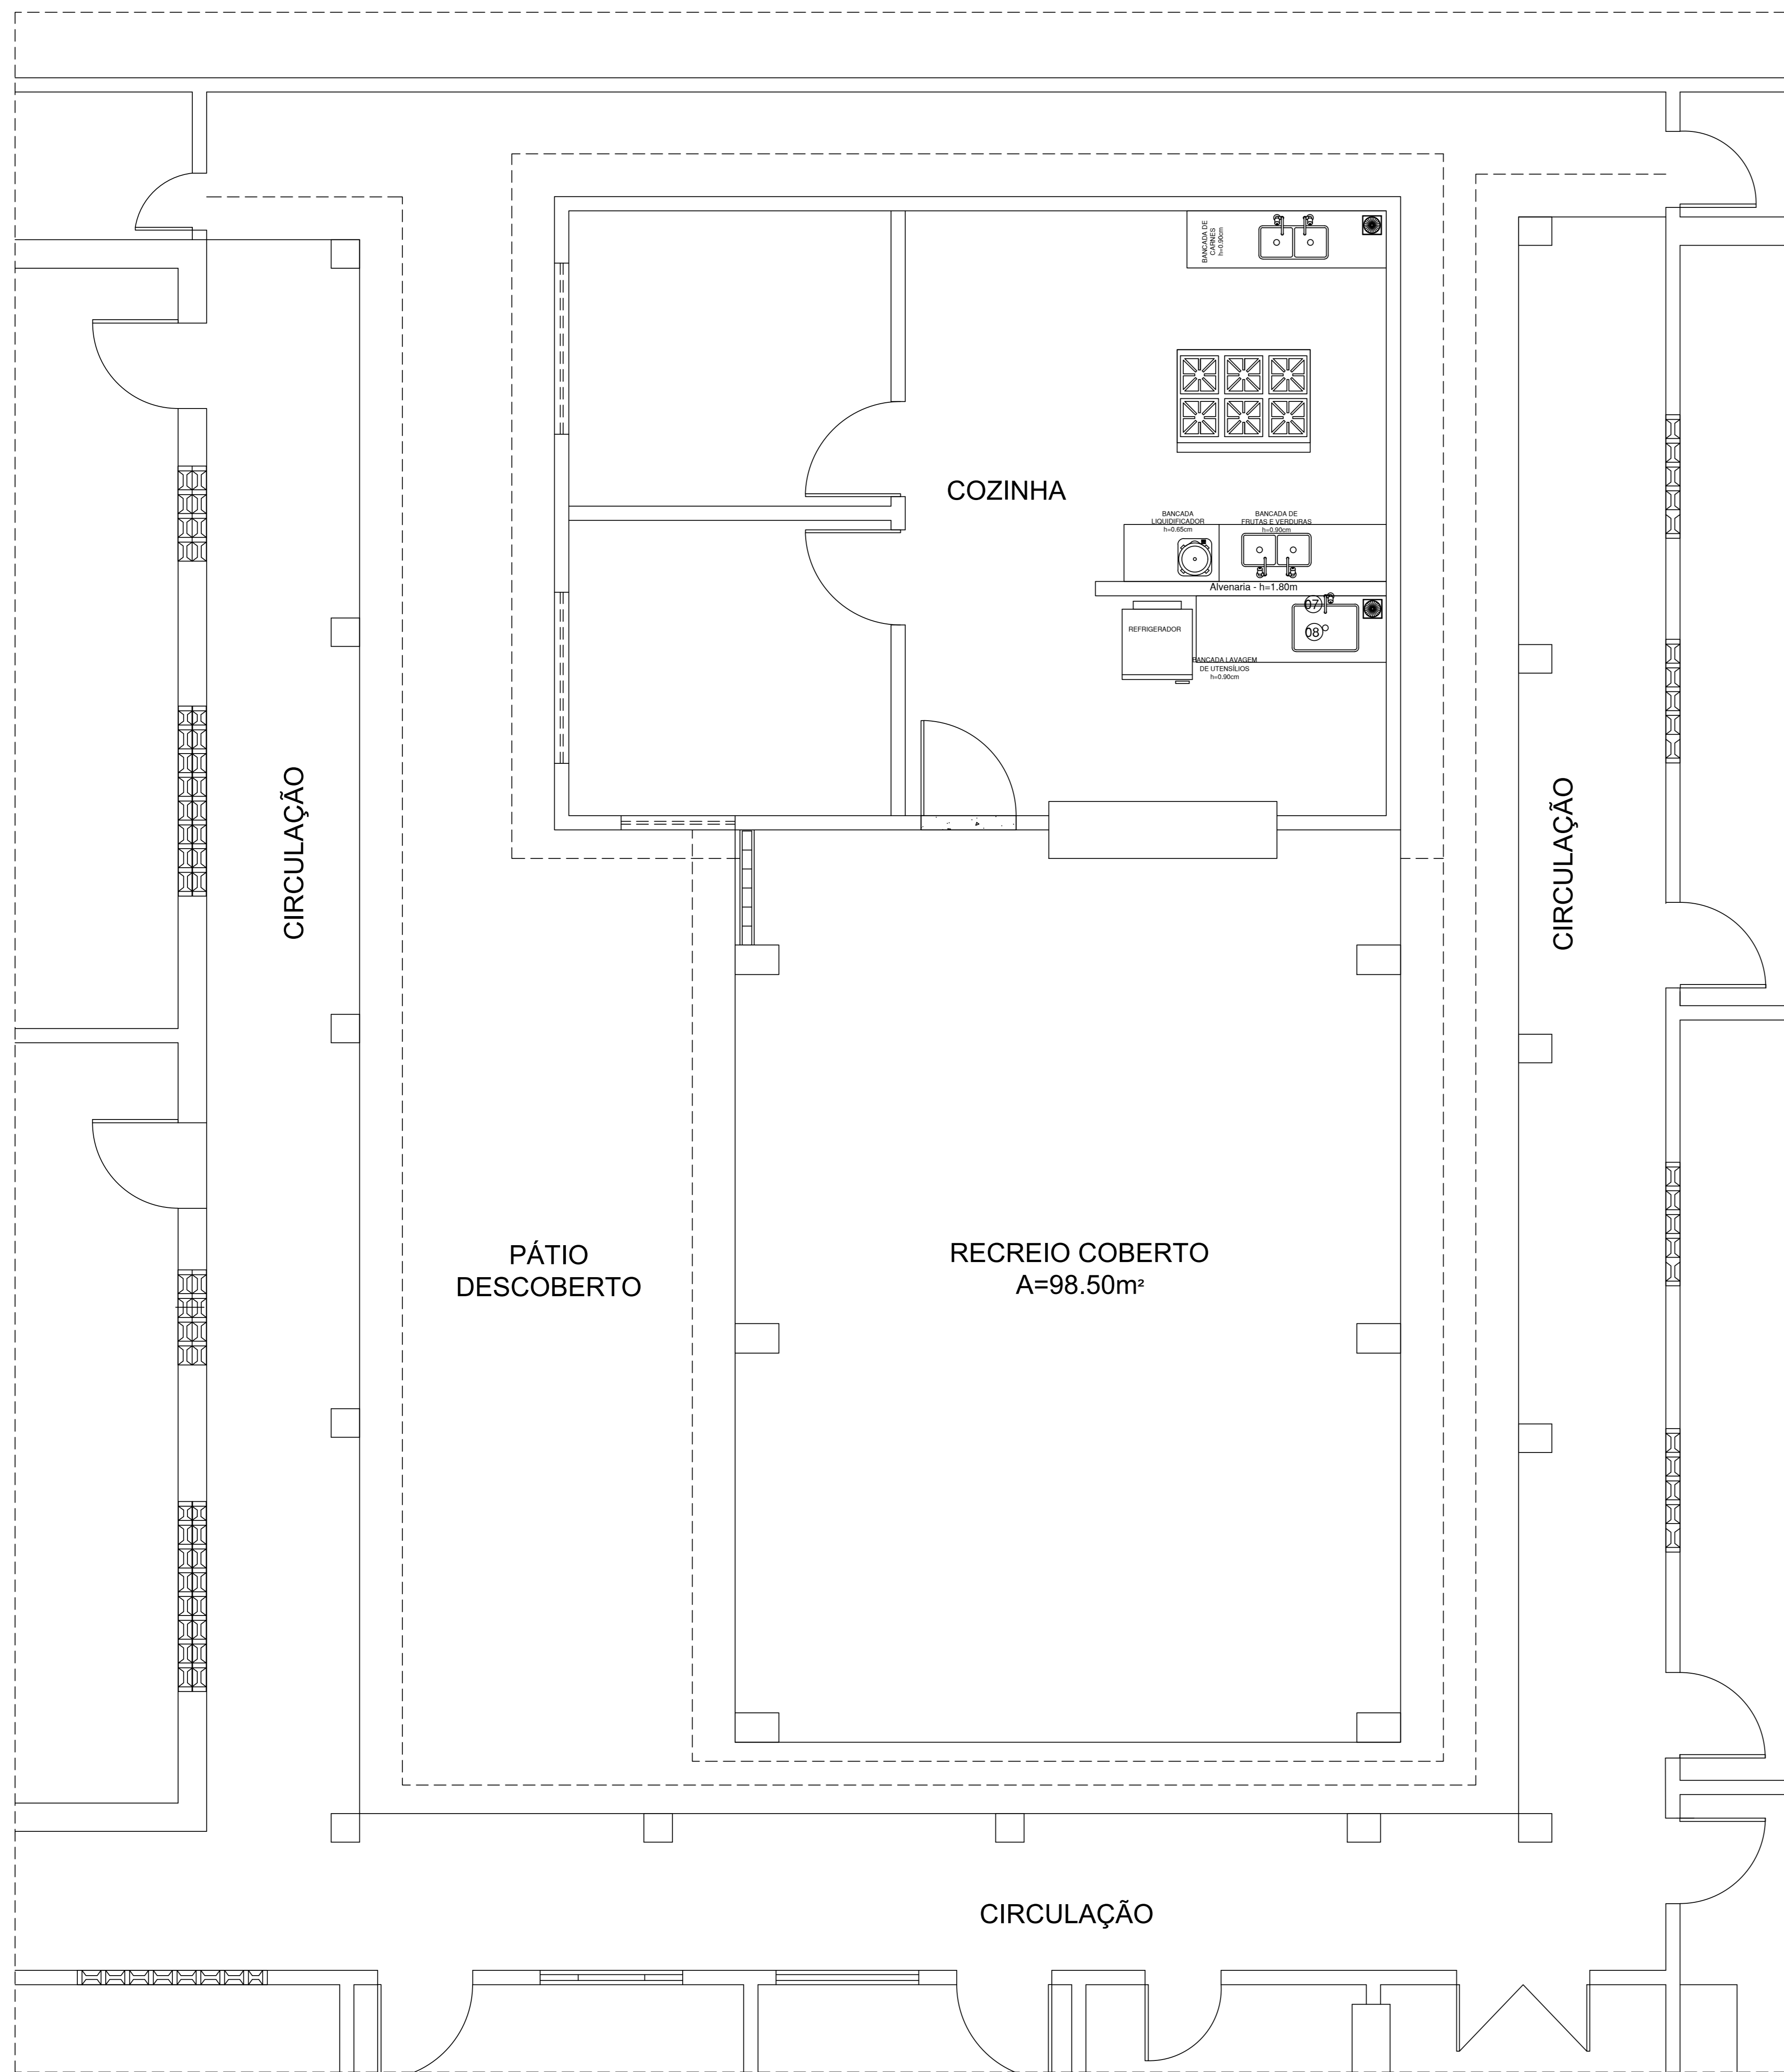 BANCADA DE
CARNES
h=0.90cm
COZINHA
BANCADA
LIQUIDIFICADOR
h=0.65cm
BANCADA DE
FRUTAS E VERDURAS
h=0.90cm
Alvenaria - h=1.80m
07
08
REFRIGERADOR
BANCADA LAVAGEM
DE UTENSÍLIOS
h=0.90cm
CIRCULAÇÃO
CIRCULAÇÃO
PÁTIO
DESCOBERTO
RECREIO COBERTO
A=98.50m²
CIRCULAÇÃO